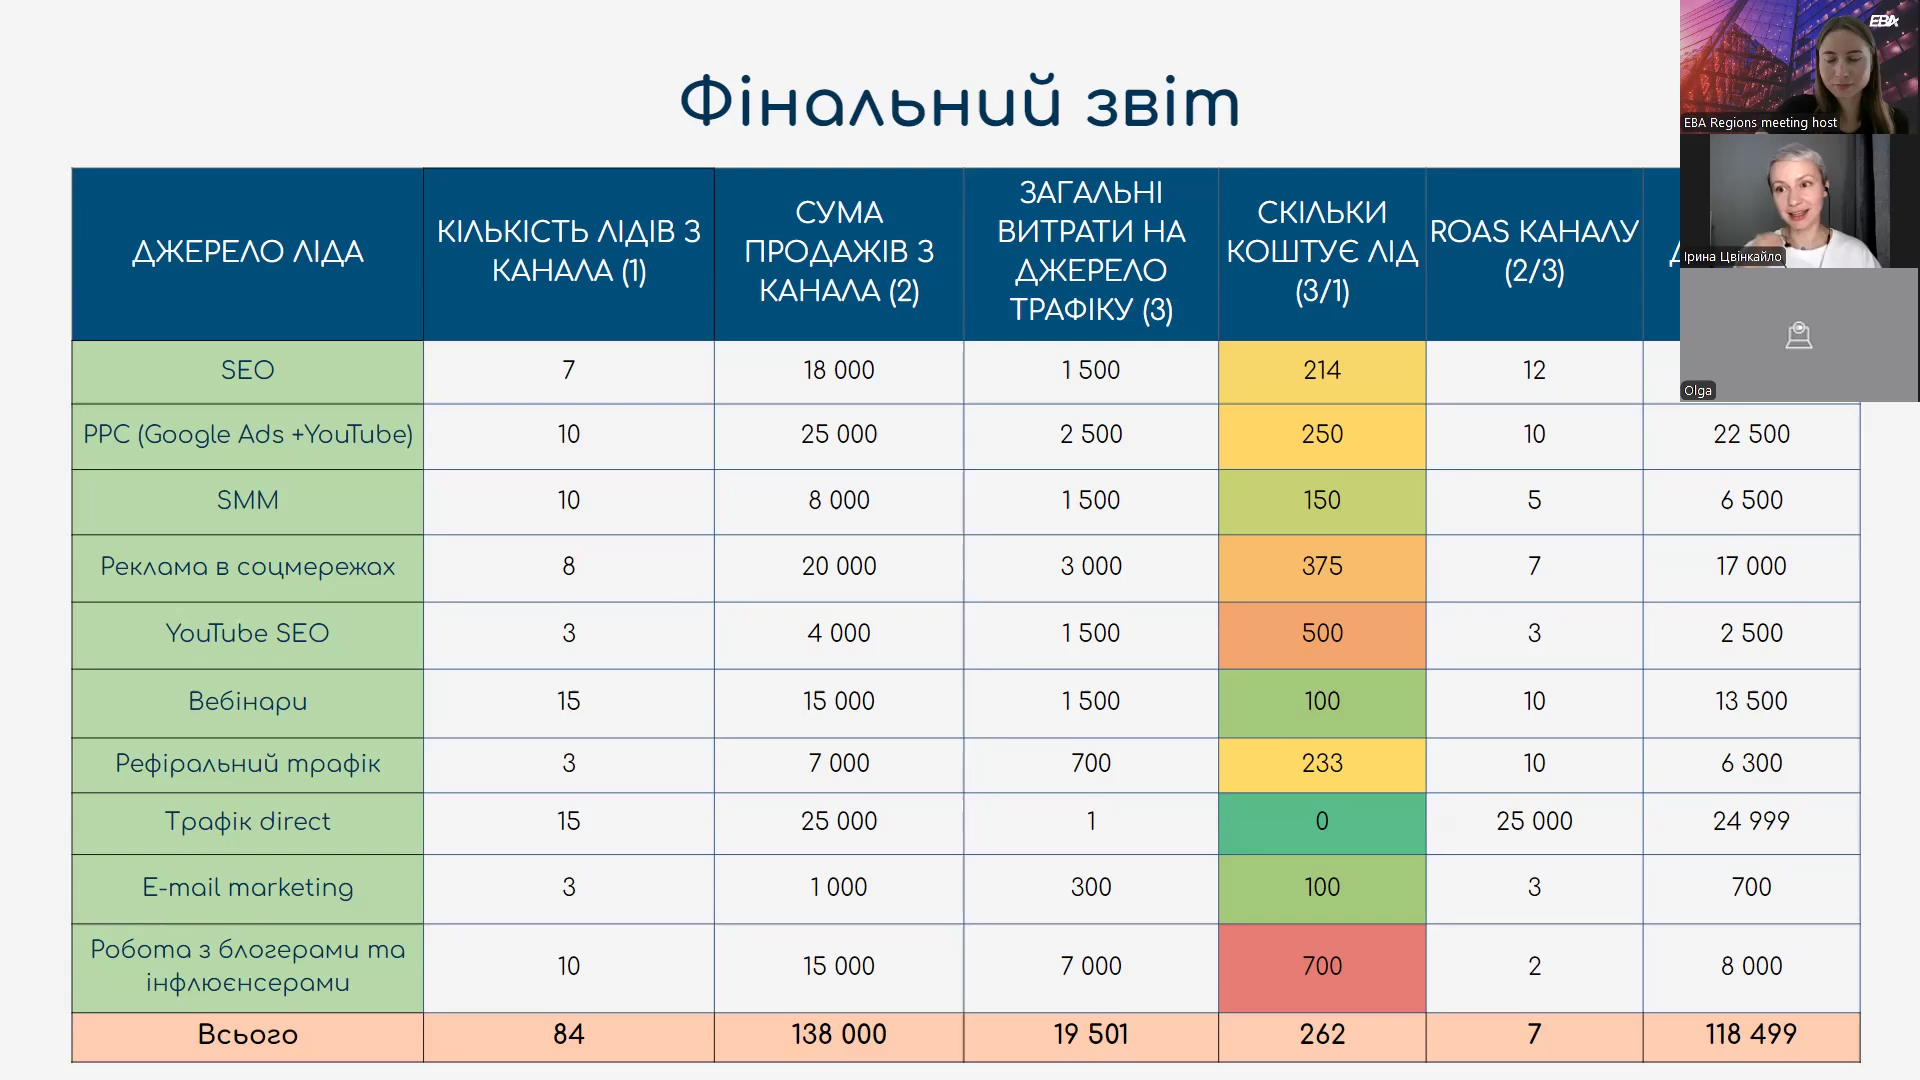 Фінальний звіт
EBA
EBA Regions meeting host
Ірина Цвінкайло
Olga
ДЖЕРЕЛО ЛІДА
КІЛЬКІСТЬ ЛІДІВ З
КАНАЛА (1)
СУМА
ПРОДАЖІВ З
КАНАЛА (2)
ЗАГАЛЬНІ
ВИТРАТИ НА
ДЖЕРЕЛО
ТРАФІКУ (3)
СКІЛЬКИ
КОШТУЄ ЛІД
(3/1)
ROAS КАНАЛУ
(2/3)
SEO 7 18 000 1 500 214 12
PPC (Google Ads +YouTube) 10 25 000 2 500 250 10 22 500
SMM 10 8 000 1 500 150 5 6 500
Реклама в соцмережах 8 20 000 3 000 375 7 17 000
YouTube SEO 3 4 000 1 500 500 3 2 500
Вебінари 15 15 000 1 500 100 10 13 500
Рефіральний трафік 3 7 000 700 233 10 6 300
Трафік direct 15 25 000 1 0 25 000 24 999
E-mail marketing 3 1 000 300 100 3 700
Робота з блогерами та
інфлюєнсерами 10 15 000 7 000 700 2 8 000
Всього 84 138 000 19 501 262 7 118 499